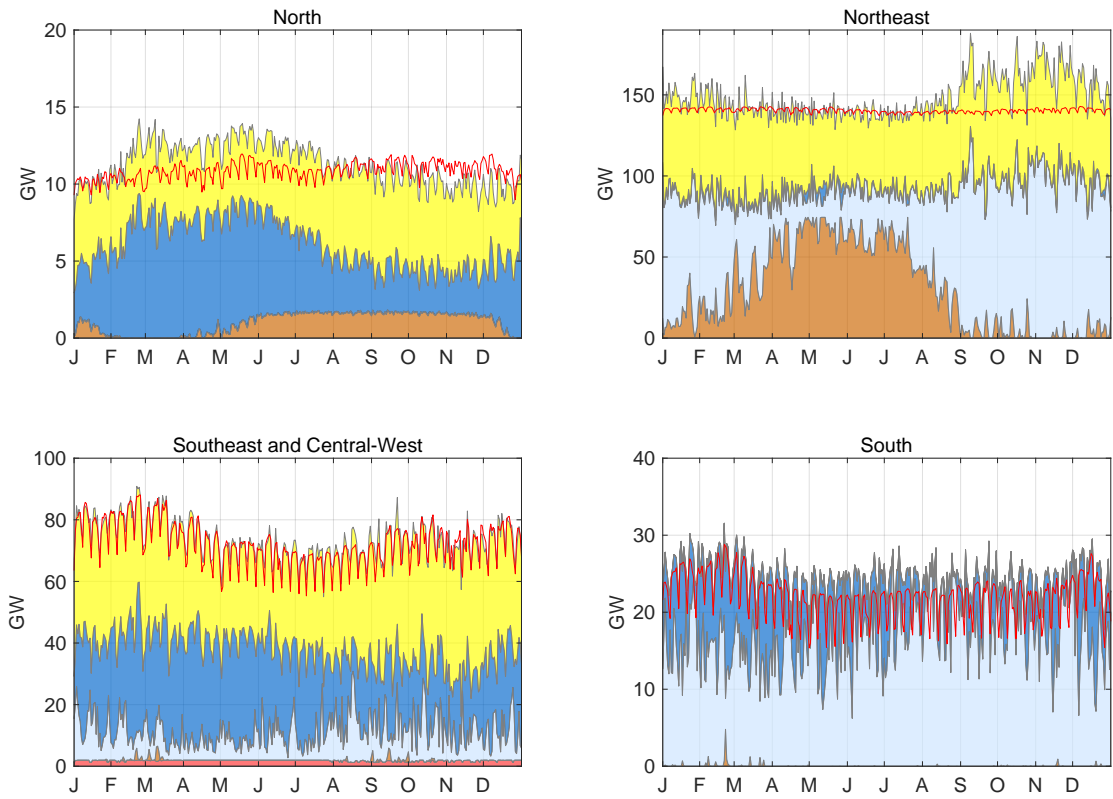 North
20
15
10
5
0
GW
J F M A M J J A S O N D
Northeast
150
100
50
0
GW
J F M A M J J A S O N D
Southeast and Central-West
100
80
60
40
20
0
GW
J F M A M J J A S O N D
South
40
30
20
10
0
GW
J F M A M J J A S O N D